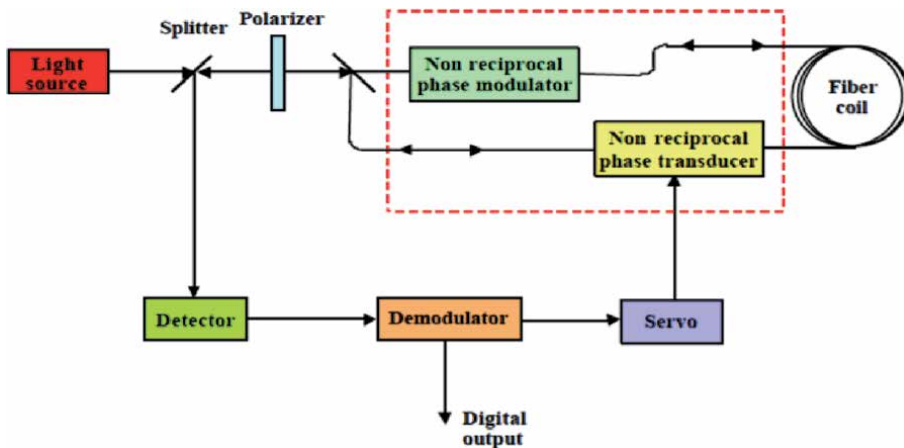 Splitter
Polarizer
Light
source
Non reciprocal
phase modulator
Fiber
coil
Non reciprocal
phase transducer
Detector
Demodulator
Servo
Digital
output